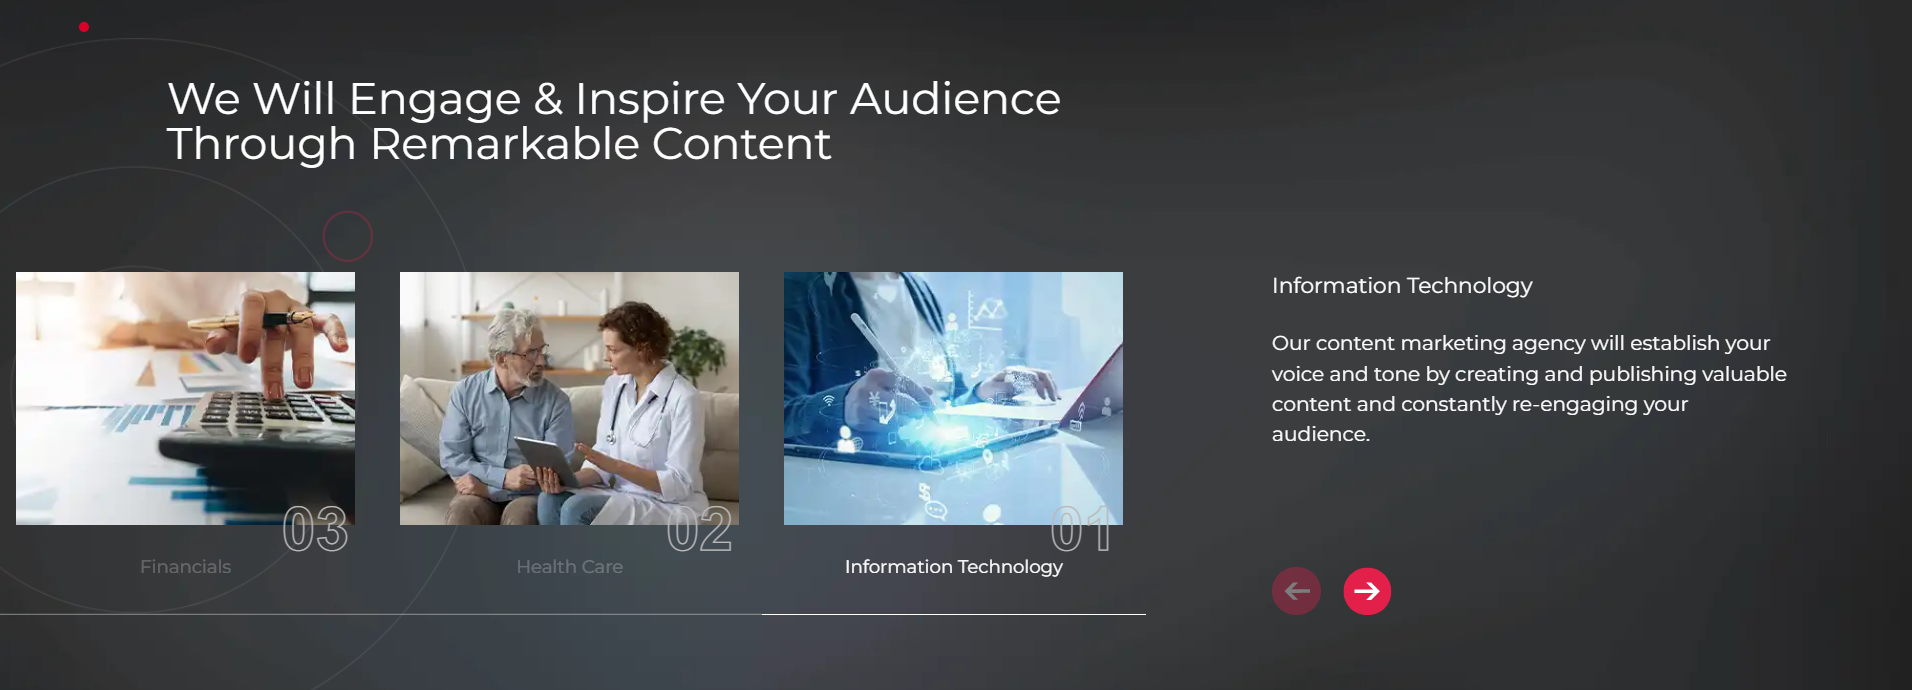 We Will Engage & Inspire Your Audience
Through Remarkable Content
03
Financials
02
Health Care
01
Information Technology
Information Technology
Our content marketing agency will establish your
voice and tone by creating and publishing valuable
content and constantly re-engaging your
audience.